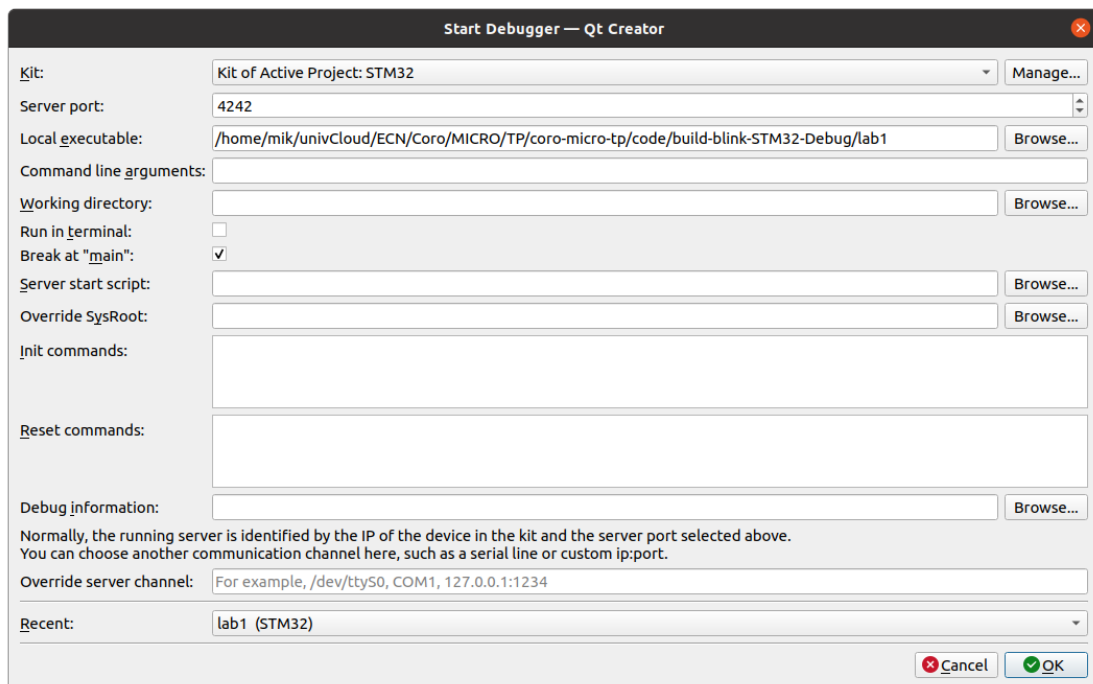 Start Debugger — Qt Creator
Kit: Kit of Active Project: STM32 Manage...
Server port: 4242
Local executable: /home/mik/univCloud/ECN/Coro/MICRO/TP/coro-micro-tp/code/build-blink-STM32-Debug/lab1 Browse...
Command line arguments:
Working directory: Browse...
Run in terminal:
Break at "main":
Server start script: Browse...
Override SysRoot: Browse...
Init commands:
Reset commands:
Debug information: Browse...
Normally, the running server is identified by the IP of the device in the kit and the server port selected above.
You can choose another communication channel here, such as a serial line or custom ip:port.
Override server channel: For example, /dev/ttyS0, COM1, 127.0.0.1:1234
Recent: lab1 (STM32)
Cancel OK